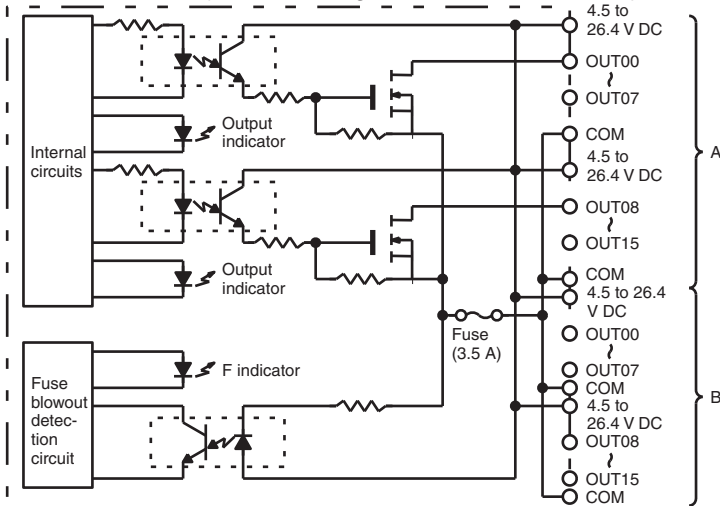 4.5 to
26.4 V DC
OUT00
OUT07
COM
4.5 to
26.4 V DC
OUT08
OUT15
COM
4.5 to 26.4
V DC
OUT00
OUT07
COM
4.5 to
26.4 V DC
OUT08
OUT15
COM
A
B
Internal
circuits
Output
indicator
Output
indicator
Fuse
(3.5 A)
F indicator
Fuse
blowout
detec-
tion
circuit